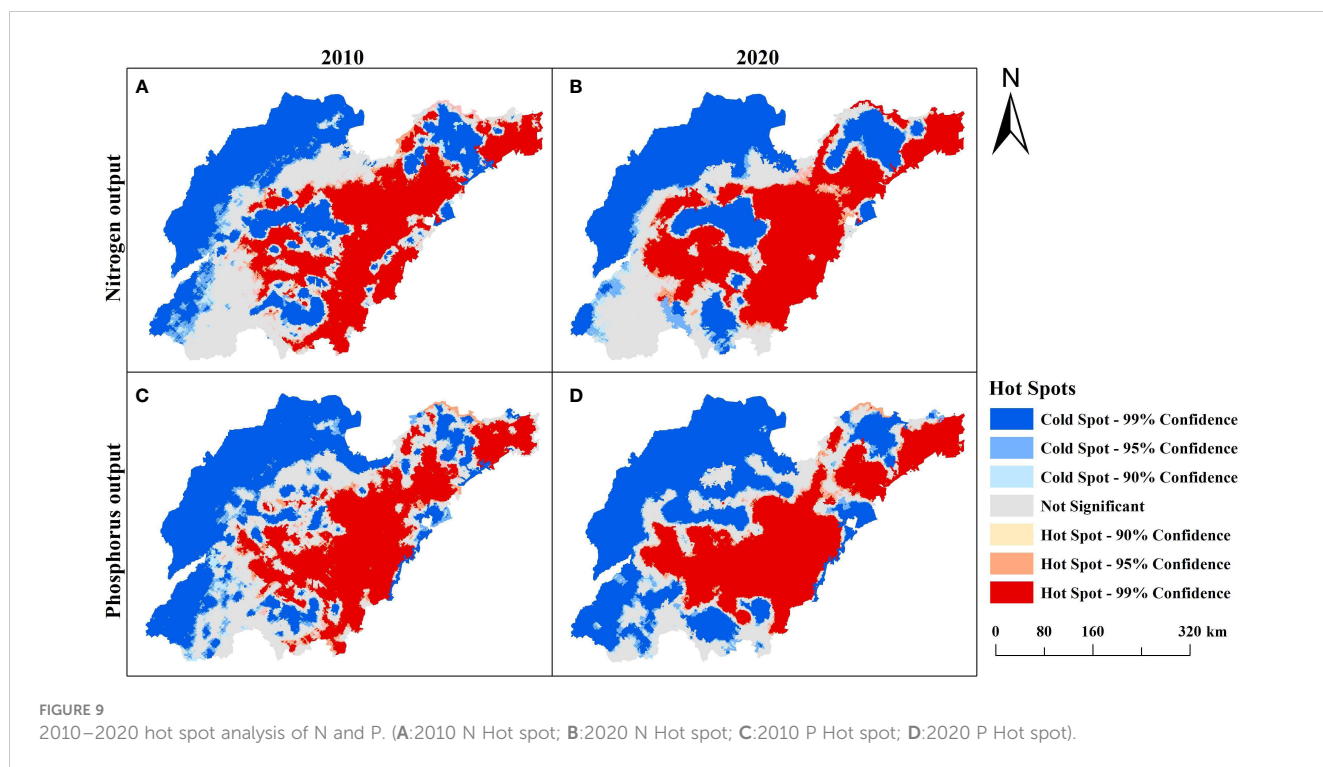 2010
2020
N
A
B
Nitrogen output
C
D
Phosphorus output
Hot Spots
Cold Spot - 99% Confidence
Cold Spot - 95% Confidence
Cold Spot - 90% Confidence
Not Significant
Hot Spot - 90% Confidence
Hot Spot - 95% Confidence
Hot Spot - 99% Confidence
0 80 160 320 km
FIGURE 9
2010–2020 hot spot analysis of N and P. (A:2010 N Hot spot; B:2020 N Hot spot; C:2010 P Hot spot; D:2020 P Hot spot).